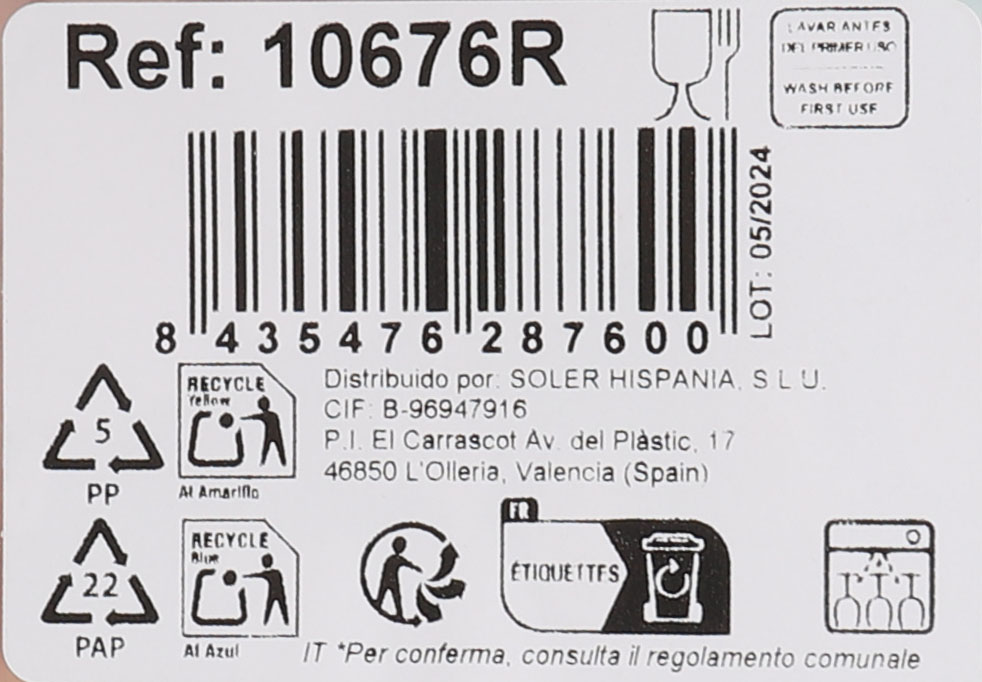 Ref: 10676R
LAVAR ANTES
DEL PRIMER USO
WASH BEFORE
FIRST USE
LOT: 05/2024
8 435476 287600
5
PP
RECYCLE
Yellow
Al Amarillo
Distribuido por: SOLER HISPANIA, S L U.
CIF: B-96947916
P.I. El Carrascot Av. del Plàstic, 17
46850 L'Olleria, Valencia (Spain)
22
PAP
RECYCLE
Blue
Al Azul
FR
ÉTIQUETTES
IT *Per conferma, consulta il regolamento comunale